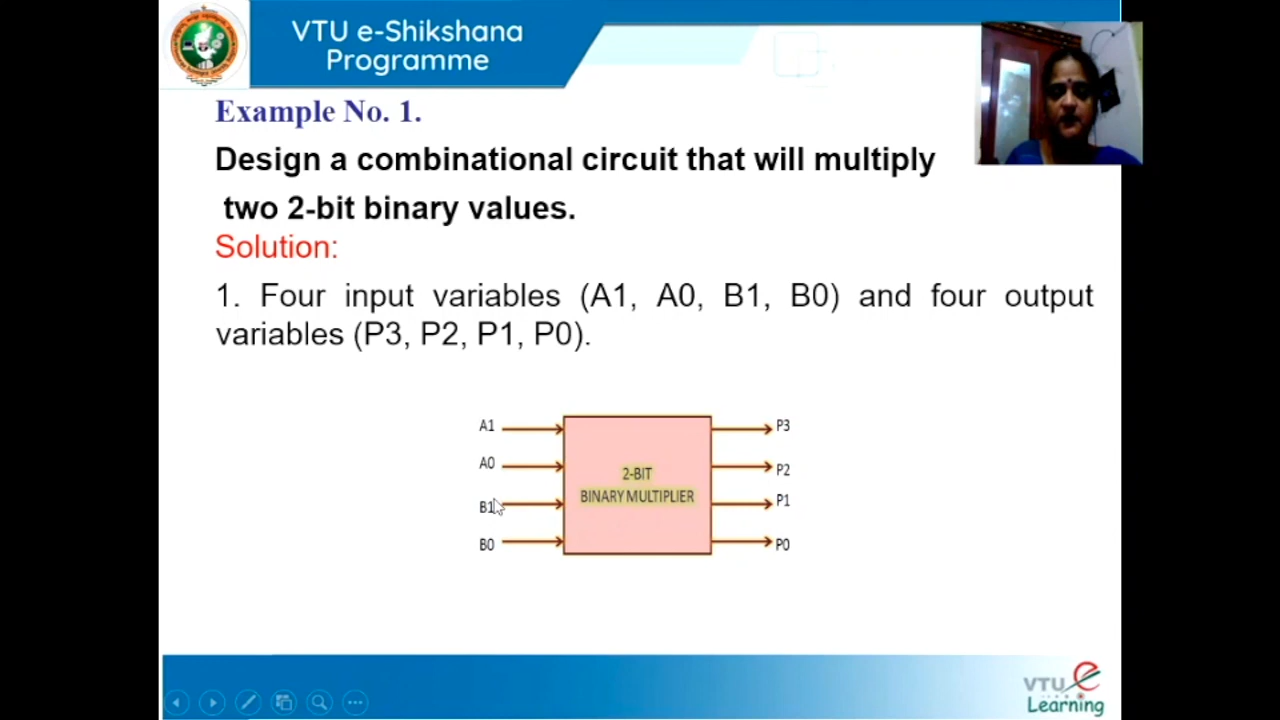 VTU e-Shikshana
Programme
Example No. 1.
Design a combinational circuit that will multiply
two 2-bit binary values.
Solution:
1. Four input variables (A1, A0, B1, B0) and four output
variables (P3, P2, P1, P0).
A1
A0
B1
B0
2-BIT
BINARY MULTIPLIER
P3
P2
P1
P0
VTU e
Learning